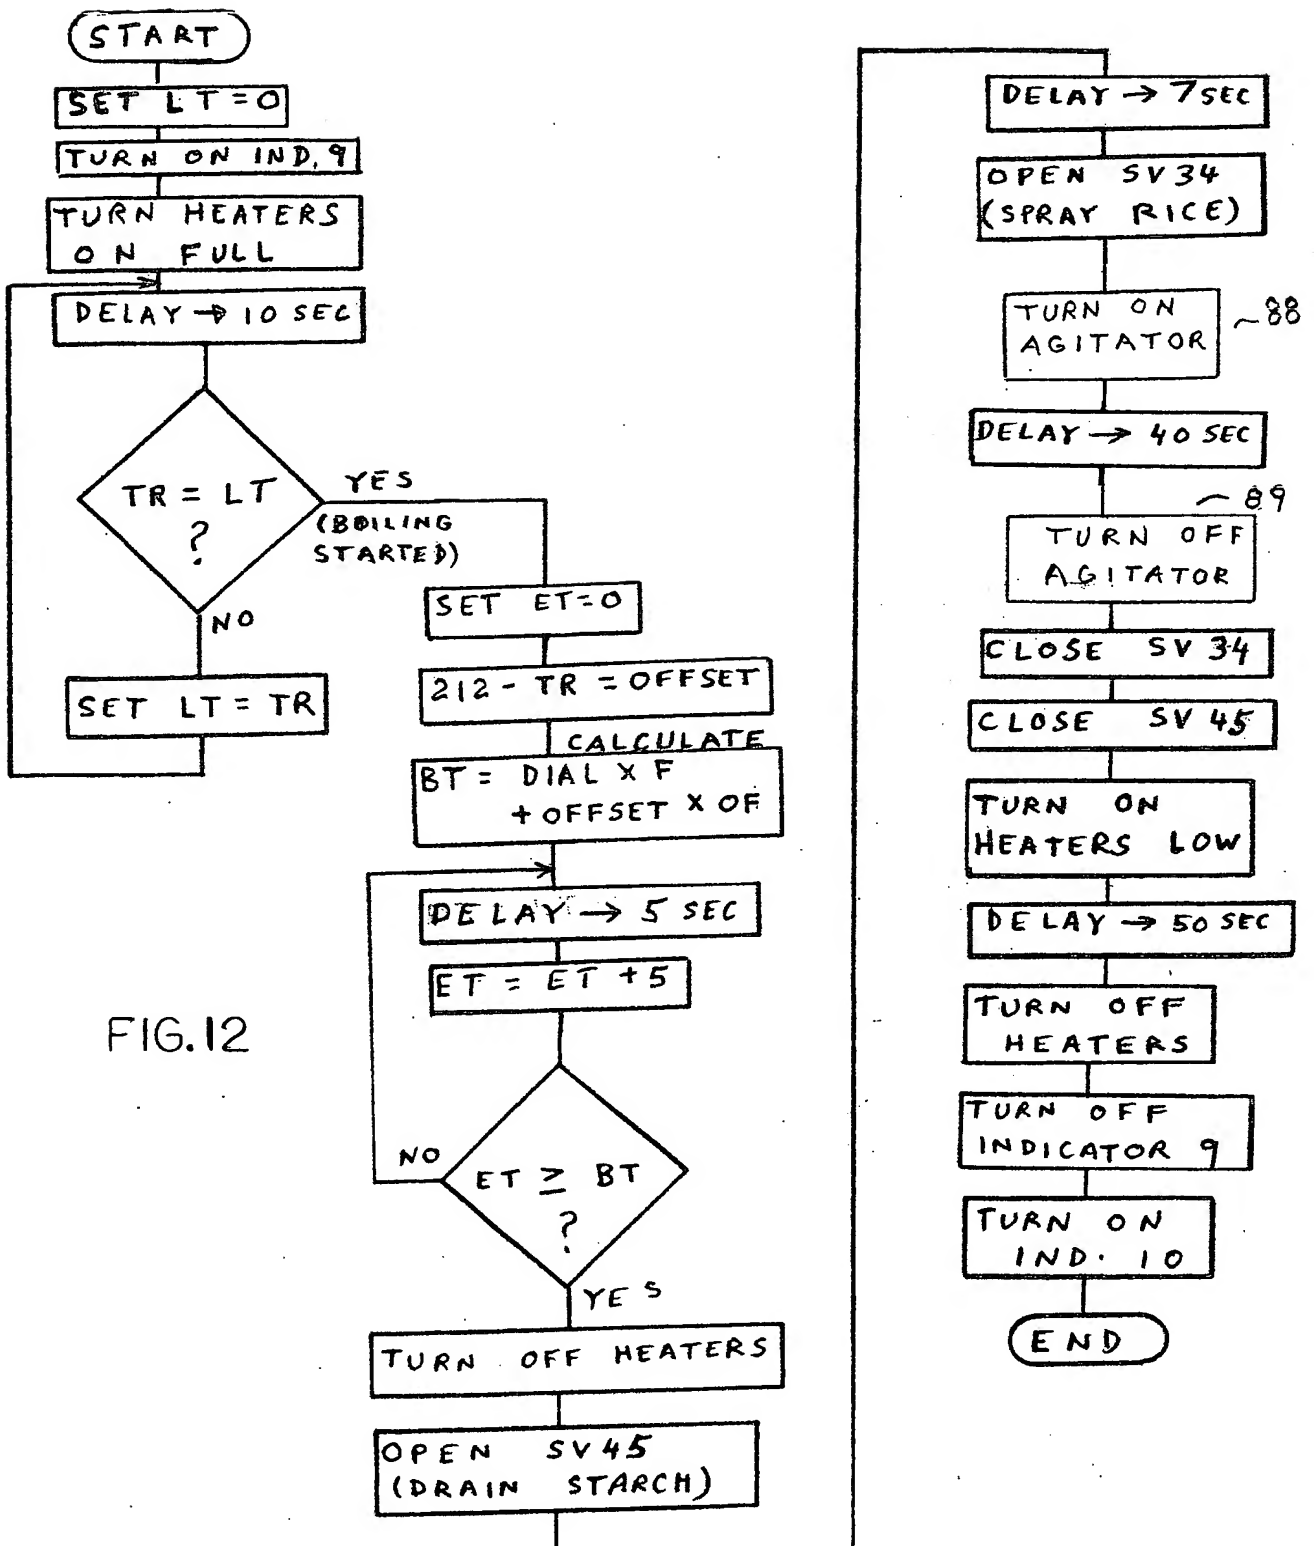 START
SET LT=0
TURN ON IND. 9
TURN HEATERS
ON FULL
DELAY → 10 SEC
TR = LT
?
YES
(BOILING
STARTED)
NO
SET LT = TR
SET ET=0
212 - TR = OFFSET
CALCULATE
BT = DIAL X F
+ OFFSET X OF
DELAY → 5 SEC
ET = ET + 5
FIG.12
NO
ET ≥ BT
?
YES
TURN OFF HEATERS
OPEN SV45
(DRAIN STARCH)
DELAY → 7 SEC
OPEN SV34
(SPRAY RICE)
TURN ON
AGITATOR
~88
DELAY → 40 SEC
~89
TURN OFF
AGITATOR
CLOSE SV 34
CLOSE SV 45
TURN ON
HEATERS LOW
DELAY → 50 SEC
TURN OFF
HEATERS
TURN OFF
INDICATOR 9
TURN ON
IND. 10
END